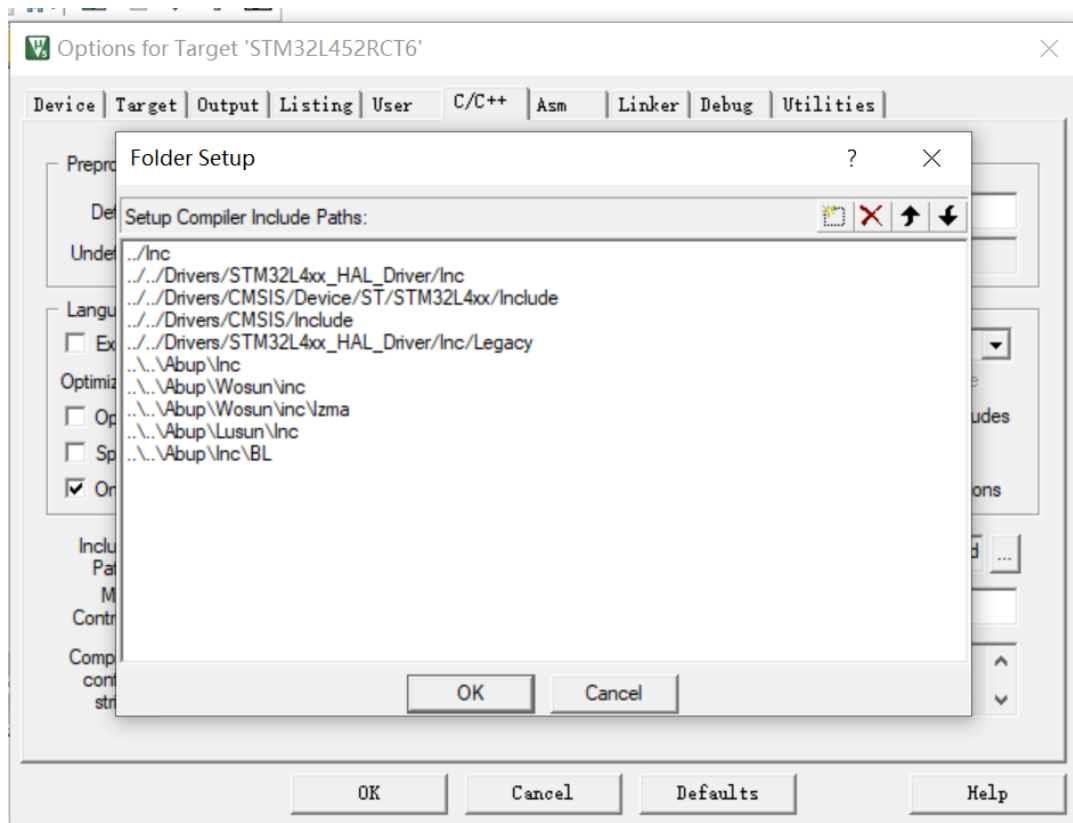 Options for Target 'STM32L452RCT6'
Device Target Output Listing User C/C++ Asm Linker Debug Utilities
Folder Setup
Setup Compiler Include Paths:
../Inc
../../Drivers/STM32L4xx_HAL_Driver/Inc
../../Drivers/CMSIS/Device/ST/STM32L4xx/Include
../../Drivers/CMSIS/Include
../../Drivers/STM32L4xx_HAL_Driver/Inc/Legacy
..\..\Abup\Inc
..\..\Abup\Wosun\inc
..\..\Abup\Wosun\inc\lzma
..\..\Abup\Lusun\Inc
..\..\Abup\Inc\BL
OK Cancel
OK Cancel Defaults Help